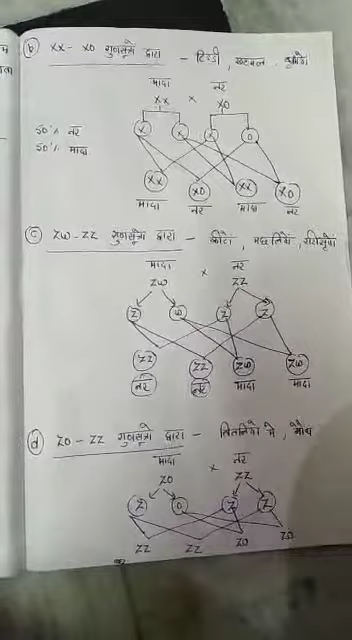 (b) XX - XO गुणसूत्रो द्वारा - टिड्डी, खटमल,
मादा नर
XX × XO
50% नर
50% मादा
X X X O
XX XO XX XO
मादा नर मादा नर
(c) ZW - ZZ गुणसूत्रो द्वारा - कीटो, मछलियो, सरीसृपो
मादा × नर
ZW ZZ
Z W Z Z
ZZ ZZ ZW ZW
नर नर मादा मादा
(d) ZO - ZZ गुणसूत्रो द्वारा - तितलियो मे, मौथ
मादा × नर
ZO ZZ
Z O Z Z
ZZ ZZ ZO ZO